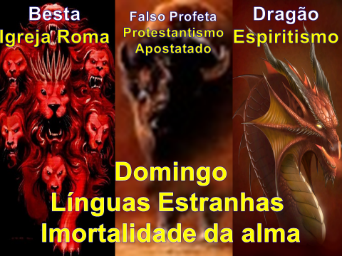 Besta
Igreja Roma
Falso Profeta
Protestantismo
Apostatado
Dragão
Espiritismo
Domingo
Línguas Estranhas
Imortalidade da alma